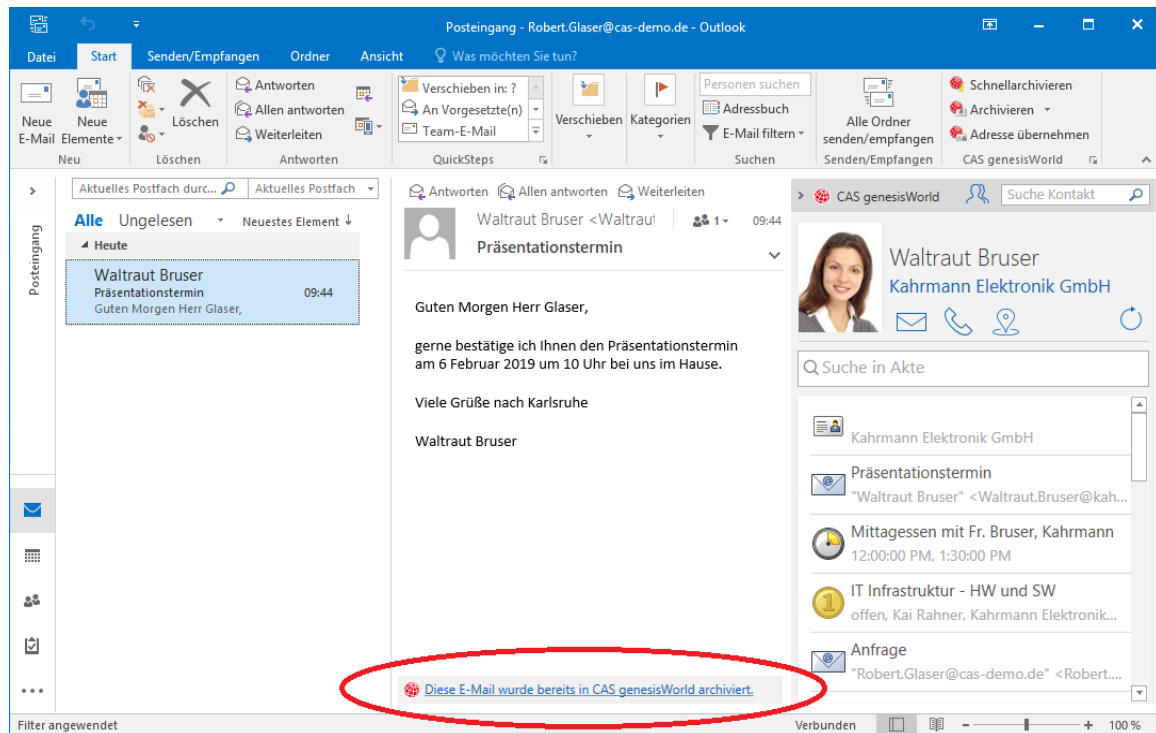 Posteingang - Robert.Glaser@cas-demo.de - Outlook
Datei Start Senden/Empfangen Ordner Ansicht Was möchten Sie tun?
Neue E-Mail
Neue Elemente
Löschen
Antworten
Allen antworten
Weiterleiten
Verschieben in: ?
An Vorgesetzte(n)
Team-E-Mail
Verschieben
Kategorien
Personen suchen
Adressbuch
E-Mail filtern
Alle Ordner
senden/empfangen
Schnellarchivieren
Archivieren
Adresse übernehmen
Neu Löschen Antworten QuickSteps Suchen Senden/Empfangen CAS genesisWorld
Posteingang
Aktuelles Postfach durc... Aktuelles Postfach
Alle Ungelesen Neuestes Element
Heute
Waltraut Bruser
Präsentationstermin 09:44
Guten Morgen Herr Glaser,
Antworten Allen antworten Weiterleiten
Waltraut Bruser <Waltraut 1 09:44
Präsentationstermin
Guten Morgen Herr Glaser,
gerne bestätige ich Ihnen den Präsentationstermin
am 6 Februar 2019 um 10 Uhr bei uns im Hause.
Viele Grüße nach Karlsruhe
Waltraut Bruser
Diese E-Mail wurde bereits in CAS genesisWorld archiviert.
CAS genesisWorld Suche Kontakt
Waltraut Bruser
Kahrmann Elektronik GmbH
Suche in Akte
Kahrmann Elektronik GmbH
Präsentationstermin
"Waltraut Bruser" <Waltraut.Bruser@kah...
Mittagessen mit Fr. Bruser, Kahrmann
12:00:00 PM, 1:30:00 PM
1
IT Infrastruktur - HW und SW
offen, Kai Rahner, Kahrmann Elektronik...
Anfrage
"Robert.Glaser@cas-demo.de" <Robert....
Filter angewendet Verbunden 100 %